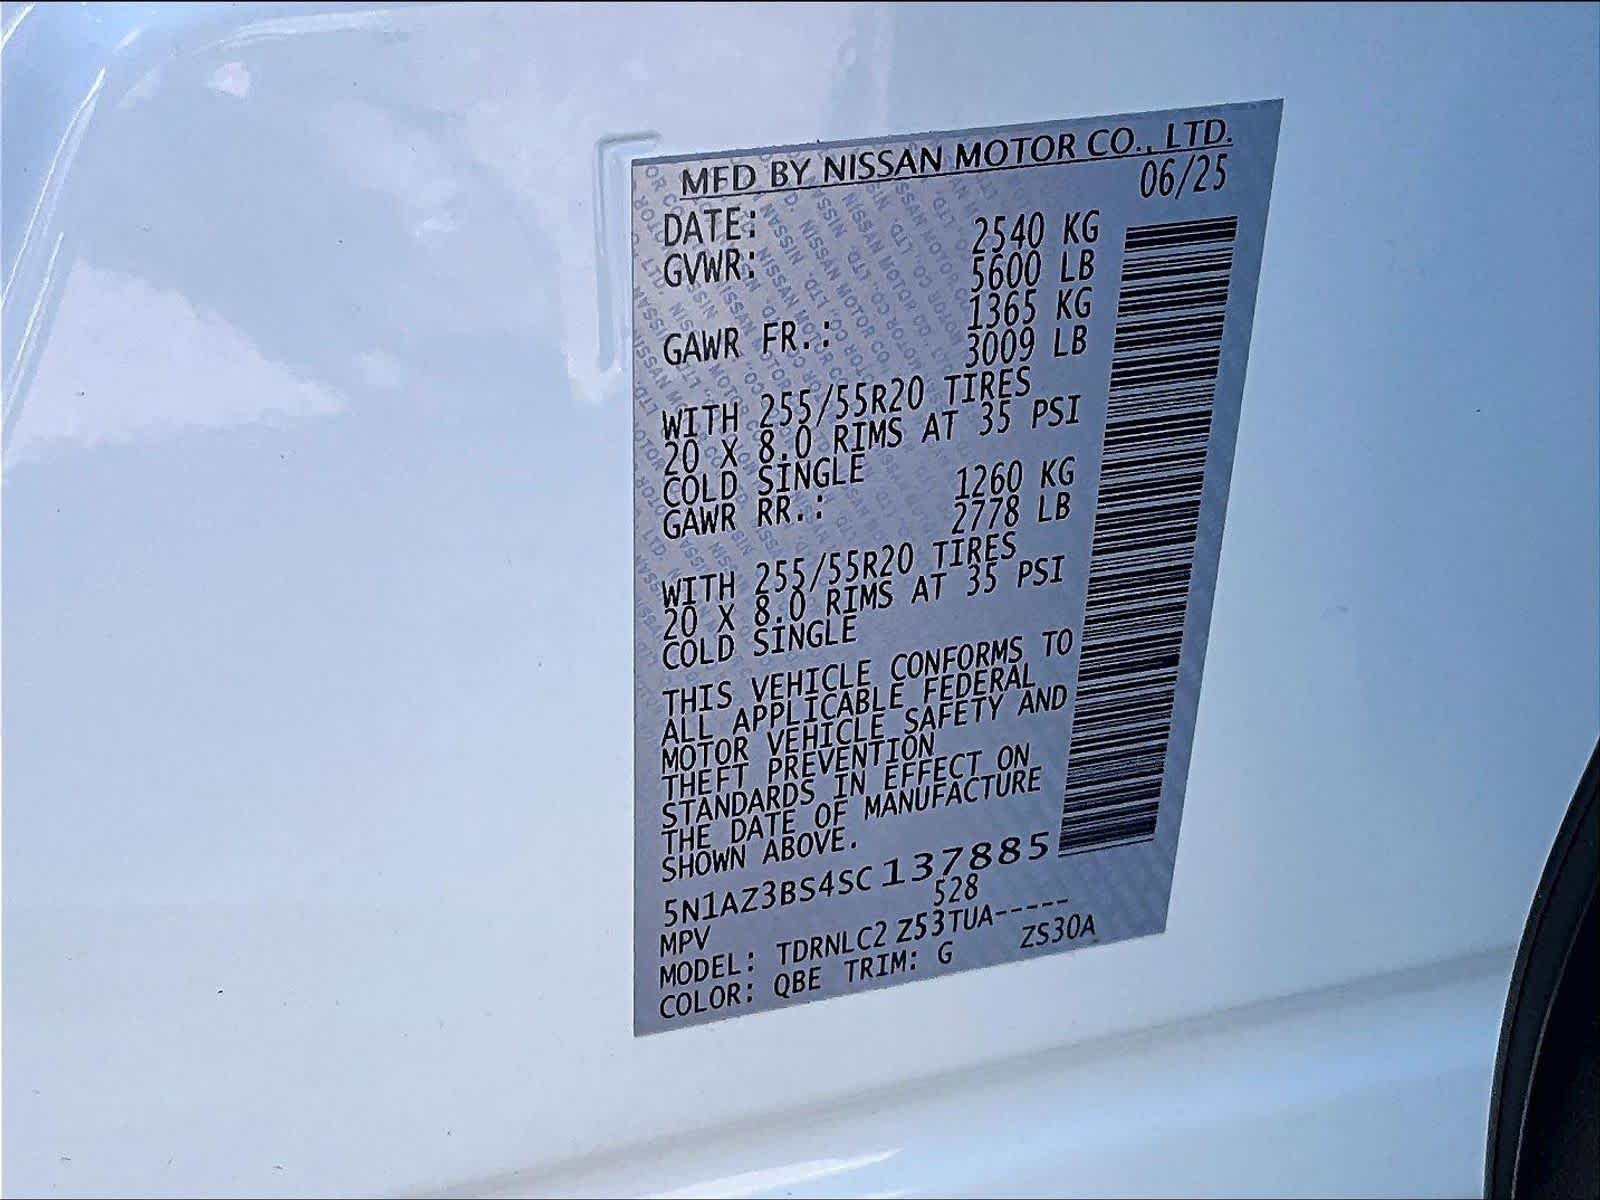 MFD BY NISSAN MOTOR CO., LTD.
DATE: 06/25
GVWR: 2540 KG
5600 LB
GAWR FR.: 1365 KG
3009 LB
WITH 255/55R20 TIRES
20 X 8.0 RIMS AT 35 PSI
COLD SINGLE
GAWR RR.: 1260 KG
2778 LB
WITH 255/55R20 TIRES
20 X 8.0 RIMS AT 35 PSI
COLD SINGLE
THIS VEHICLE CONFORMS TO
ALL APPLICABLE FEDERAL
MOTOR VEHICLE SAFETY AND
THEFT PREVENTION
STANDARDS IN EFFECT ON
THE DATE OF MANUFACTURE
SHOWN ABOVE.
5N1AZ3BS4SC137885
MPV 528
MODEL: TDRNLC2 Z53TUA-----
COLOR: QBE TRIM: G ZS30A